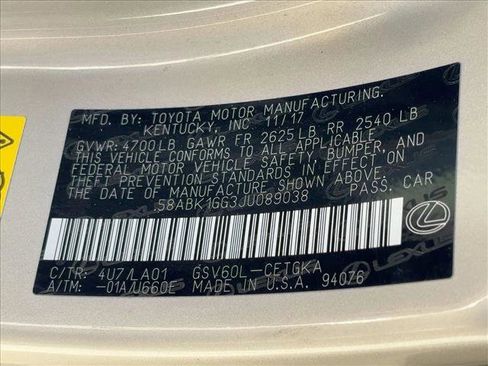 MFD. BY: TOYOTA MOTOR MANUFACTURING.
KENTUCKY, INC 11/17
GVWR: 4700LB GAWR FR 2625LB RR 2540 LB
THIS VEHICLE CONFORMS TO ALL APPLICABLE
FEDERAL MOTOR VEHICLE SAFETY, BUMPER, AND
THEFT PREVENTION STANDARDS IN EFFECT ON
THE DATE OF MANUFACTURE SHOWN ABOVE.
58ABK1GG3JU089038 PASS. CAR
C/TR: 4U7/LA01 GSV60L-CETGKA
A/TM: -01A/U660E MADE IN U.S.A. 94076
LEXUS